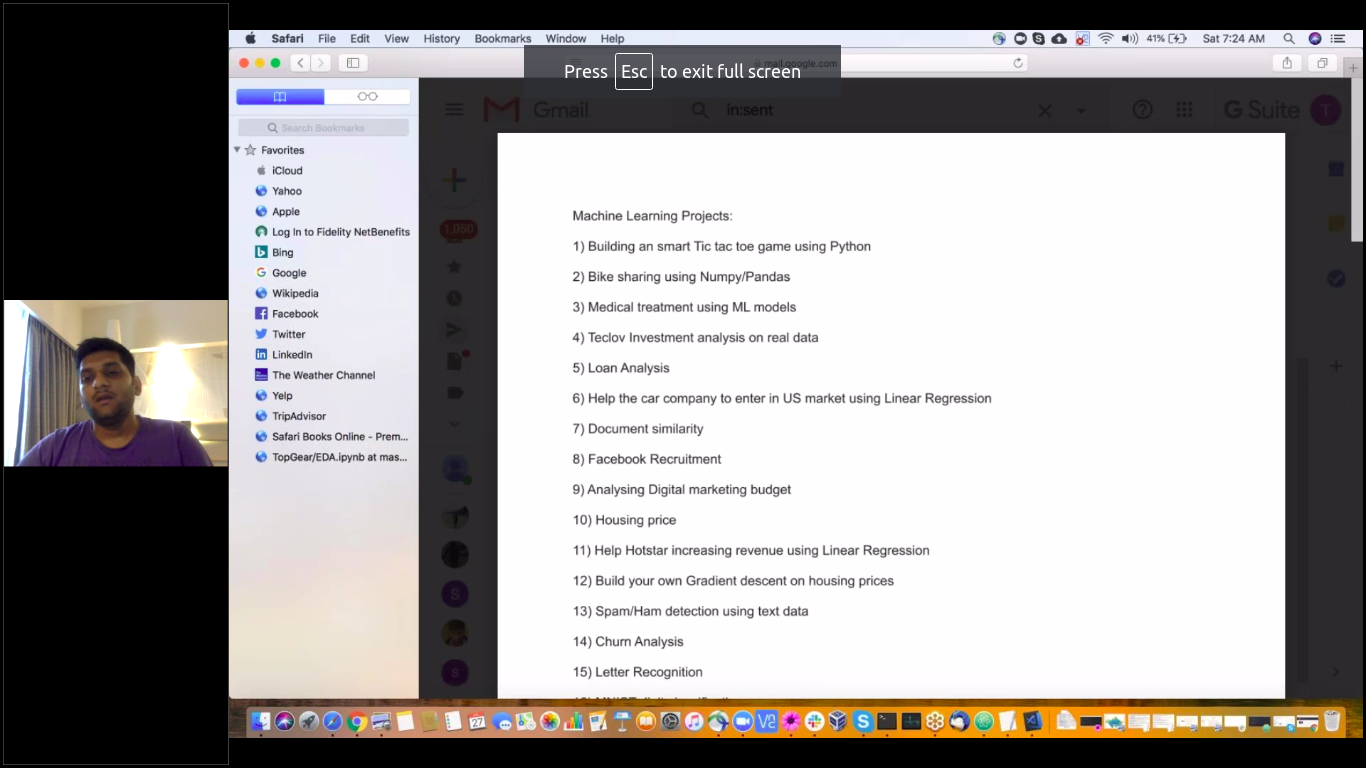 Safari File Edit View History Bookmarks Window Help 41% Sat 7:24 AM
mail.google.com
Press Esc to exit full screen
Search Bookmarks
Favorites
iCloud
Yahoo
Apple
Log In to Fidelity NetBenefits
Bing
Google
Wikipedia
Facebook
Twitter
LinkedIn
The Weather Channel
Yelp
TripAdvisor
Safari Books Online - Prem...
TopGear/EDA.ipynb at mas...
Gmail in:sent G Suite T
1,050
S
S
Machine Learning Projects:
1) Building an smart Tic tac toe game using Python
2) Bike sharing using Numpy/Pandas
3) Medical treatment using ML models
4) Teclov Investment analysis on real data
5) Loan Analysis
6) Help the car company to enter in US market using Linear Regression
7) Document similarity
8) Facebook Recruitment
9) Analysing Digital marketing budget
10) Housing price
11) Help Hotstar increasing revenue using Linear Regression
12) Build your own Gradient descent on housing prices
13) Spam/Ham detection using text data
14) Churn Analysis
15) Letter Recognition
27